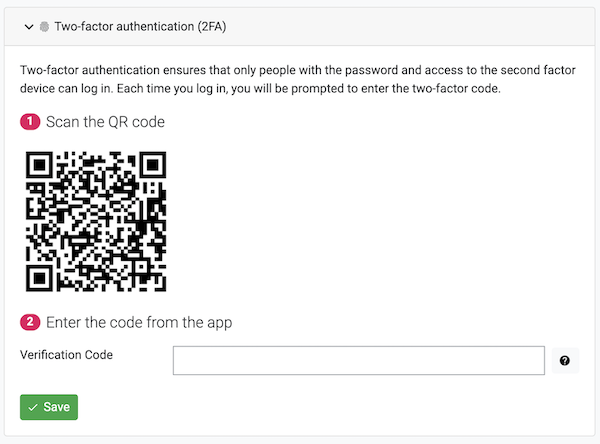 Two-factor authentication (2FA)
Two-factor authentication ensures that only people with the password and access to the second factor
device can log in. Each time you log in, you will be prompted to enter the two-factor code.
1 Scan the QR code
2 Enter the code from the app
Verification Code
?
Save